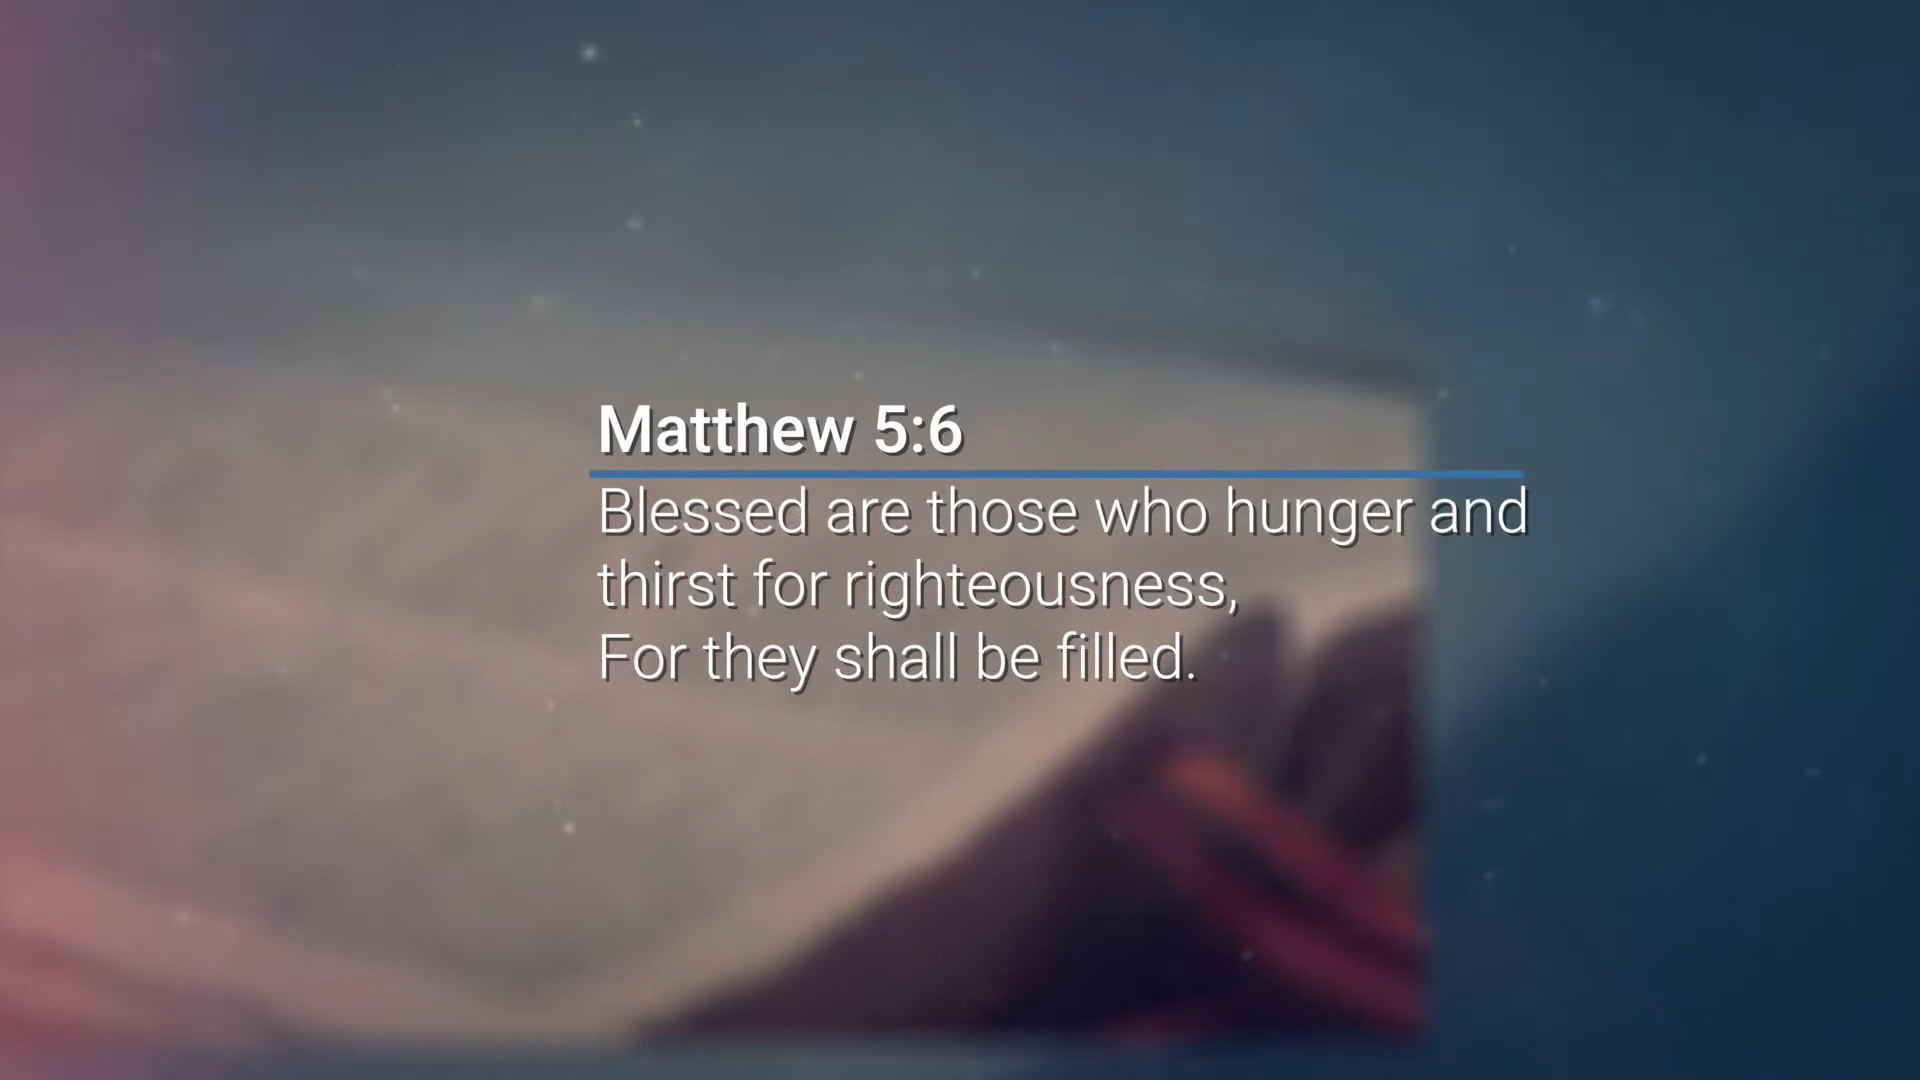 Matthew 5:6
Blessed are those who hunger and
thirst for righteousness,
For they shall be filled.